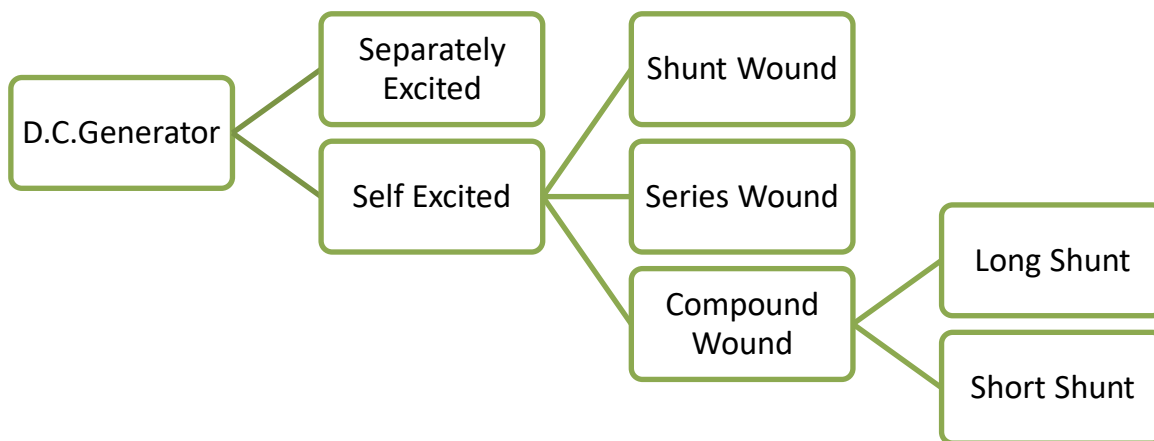 D.C.Generator
Separately
Excited
Self Excited
Shunt Wound
Series Wound
Compound
Wound
Long Shunt
Short Shunt